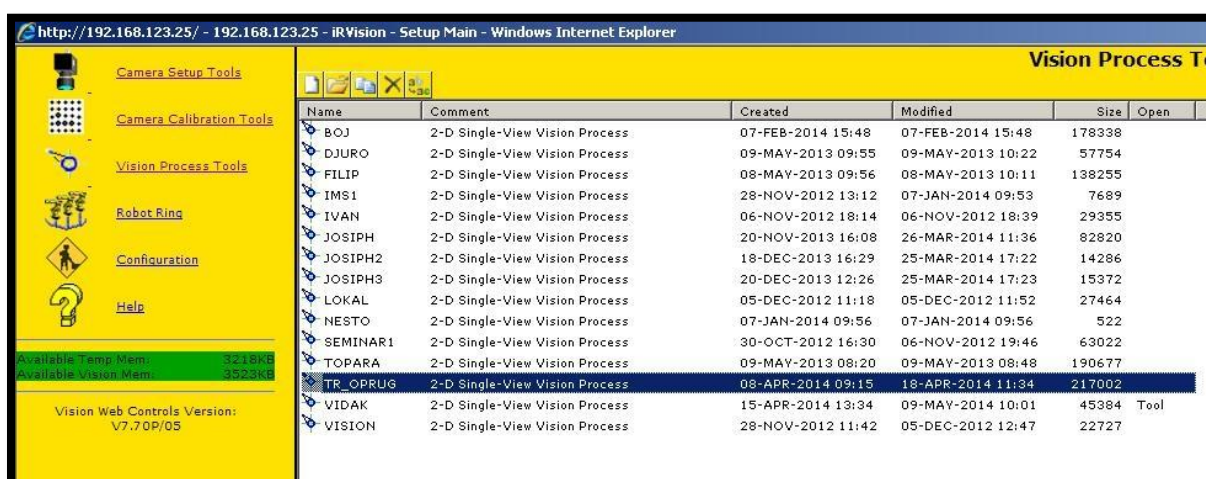 http://192.168.123.25/ - 192.168.123.25 - iRVision - Setup Main - Windows Internet Explorer
Vision Process T
Camera Setup Tools
Camera Calibration Tools
Vision Process Tools
Robot Ring
Configuration
Help
Available Temp Mem: 3218KB
Available Vision Mem: 3523KB
Vision Web Controls Version:
V7.70P/05
Name Comment Created Modified Size Open
BOJ 2-D Single-View Vision Process 07-FEB-2014 15:48 07-FEB-2014 15:48 178338
DJURO 2-D Single-View Vision Process 09-MAY-2013 09:55 09-MAY-2013 10:22 57754
FILIP 2-D Single-View Vision Process 08-MAY-2013 09:56 08-MAY-2013 10:11 138255
IMS1 2-D Single-View Vision Process 28-NOV-2012 13:12 07-JAN-2014 09:53 7689
IVAN 2-D Single-View Vision Process 06-NOV-2012 18:14 06-NOV-2012 18:39 29355
JOSIPH 2-D Single-View Vision Process 20-NOV-2013 16:08 26-MAR-2014 11:36 82820
JOSIPH2 2-D Single-View Vision Process 18-DEC-2013 16:29 25-MAR-2014 17:22 14286
JOSIPH3 2-D Single-View Vision Process 20-DEC-2013 12:26 25-MAR-2014 17:23 15372
LOKAL 2-D Single-View Vision Process 05-DEC-2012 11:18 05-DEC-2012 11:52 27464
NESTO 2-D Single-View Vision Process 07-JAN-2014 09:56 07-JAN-2014 09:56 522
SEMINAR1 2-D Single-View Vision Process 30-OCT-2012 16:30 06-NOV-2012 19:46 63022
TOPARA 2-D Single-View Vision Process 09-MAY-2013 08:20 09-MAY-2013 08:48 190677
TR_OPRUG 2-D Single-View Vision Process 08-APR-2014 09:15 18-APR-2014 11:34 217002
VIDAK 2-D Single-View Vision Process 15-APR-2014 13:34 09-MAY-2014 10:01 45384 Tool
VISION 2-D Single-View Vision Process 28-NOV-2012 11:42 05-DEC-2012 12:47 22727